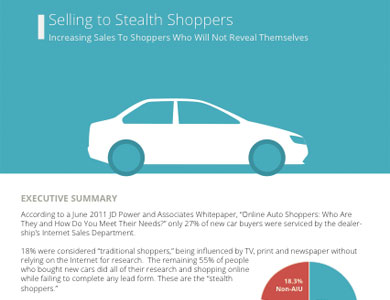 Selling to Stealth Shoppers
Increasing Sales To Shoppers Who Will Not Reveal Themselves
EXECUTIVE SUMMARY
According to a June 2011 JD Power and Associates Whitepaper, "Online Auto Shoppers: Who Are
They and How Do You Meet Their Needs?" only 27% of new car buyers were serviced by the dealer-
ship's Internet Sales Department.
18% were considered "traditional shoppers," being influenced by TV, print and newspaper without
relying on the Internet for research. The remaining 55% of people
who bought new cars did all of their research and shopping online
while failing to complete any lead form. These are the "stealth
shoppers."
18.3%
Non-AIU